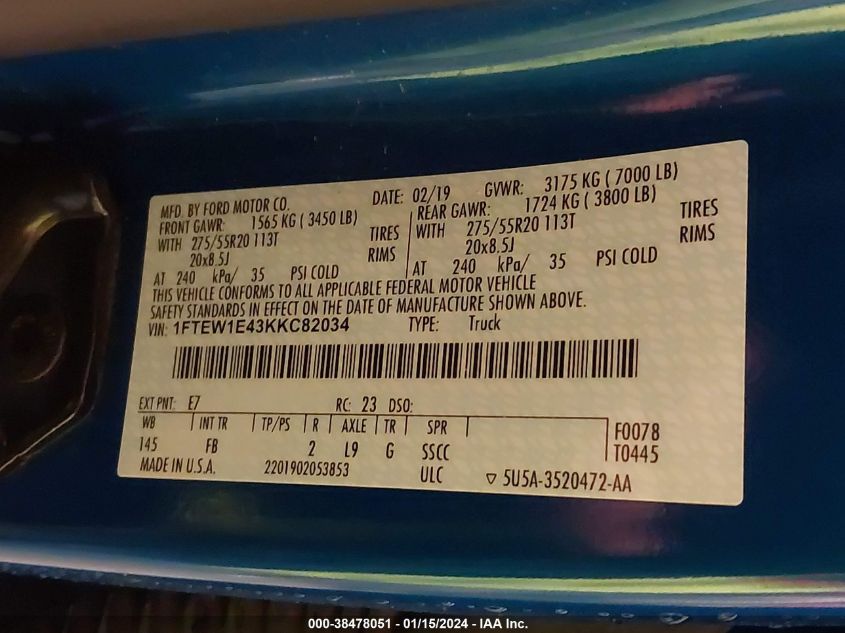 MFD. BY FORD MOTOR CO. DATE: 02/19 GVWR: 3175 KG ( 7000 LB)
FRONT GAWR: 1565 KG ( 3450 LB) REAR GAWR: 1724 KG ( 3800 LB)
WITH 275/55R20 113T TIRES WITH 275/55R20 113T TIRES
20x8.5J RIMS 20x8.5J RIMS
AT 240 kPa/ 35 PSI COLD AT 240 kPa/ 35 PSI COLD
THIS VEHICLE CONFORMS TO ALL APPLICABLE FEDERAL MOTOR VEHICLE
SAFETY STANDARDS IN EFFECT ON THE DATE OF MANUFACTURE SHOWN ABOVE.
VIN: 1FTEW1E43KKC82034 TYPE: Truck
EXT PNT: E7 RC: 23 DSO:
WB INT TR TP/PS R AXLE TR SPR F0078
145 FB 2 L9 G SSCC T0445
MADE IN U.S.A. 2201902053853 ULC ▽ 5U5A-3520472-AA
000-38478051 - 01/15/2024 - IAA Inc.